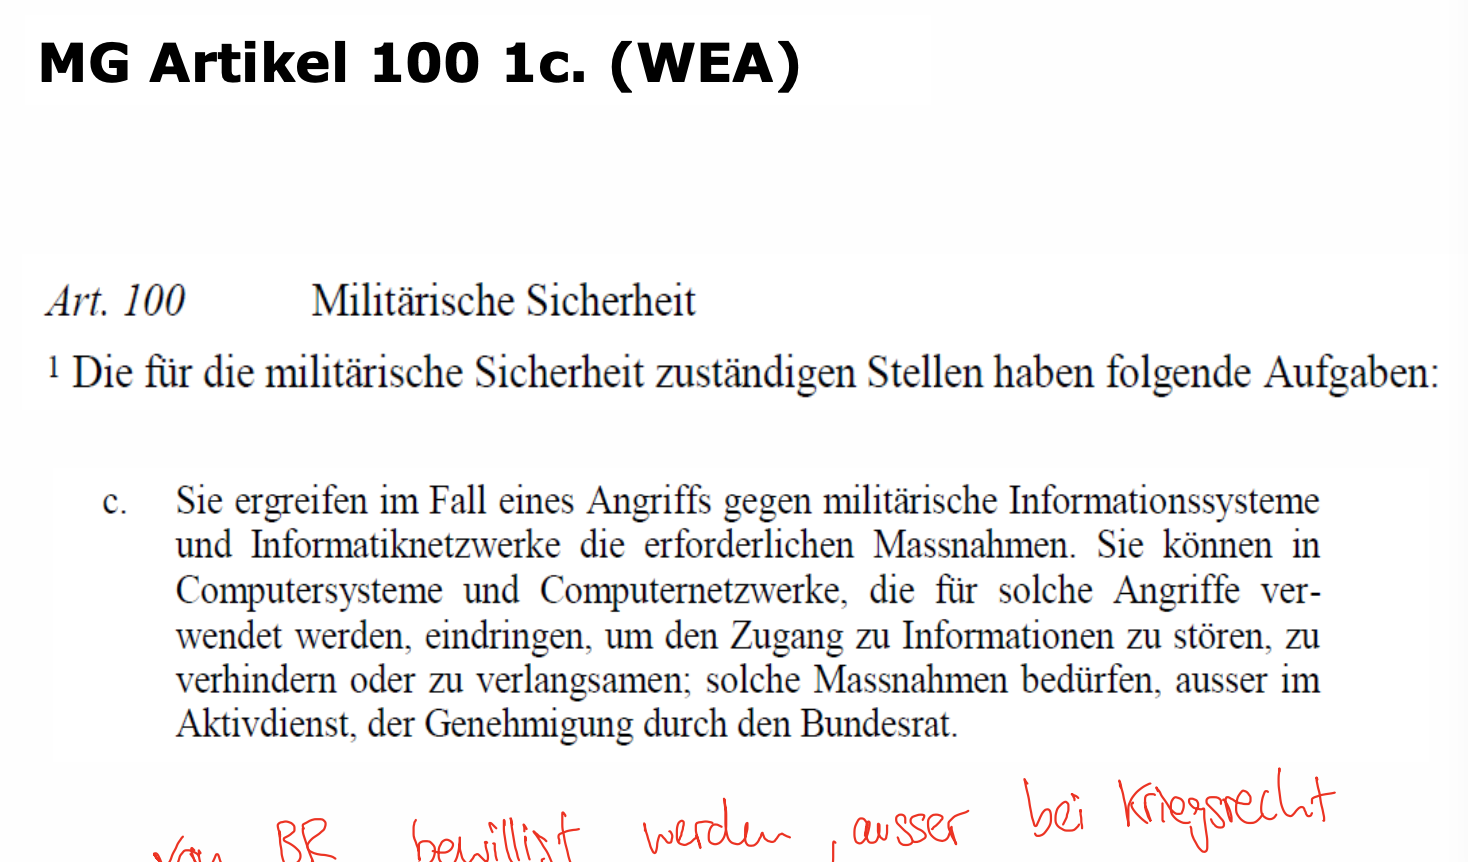 MG Artikel 100 1c. (WEA)
Art. 100 Militärische Sicherheit
1 Die für die militärische Sicherheit zuständigen Stellen haben folgende Aufgaben:
c. Sie ergreifen im Fall eines Angriffs gegen militärische Informationssysteme
und Informatiknetzwerke die erforderlichen Massnahmen. Sie können in
Computersysteme und Computernetzwerke, die für solche Angriffe ver-
wendet werden, eindringen, um den Zugang zu Informationen zu stören, zu
verhindern oder zu verlangsamen; solche Massnahmen bedürfen, ausser im
Aktivdienst, der Genehmigung durch den Bundesrat.
von BR bewilligt werden, ausser bei Kriegsrecht